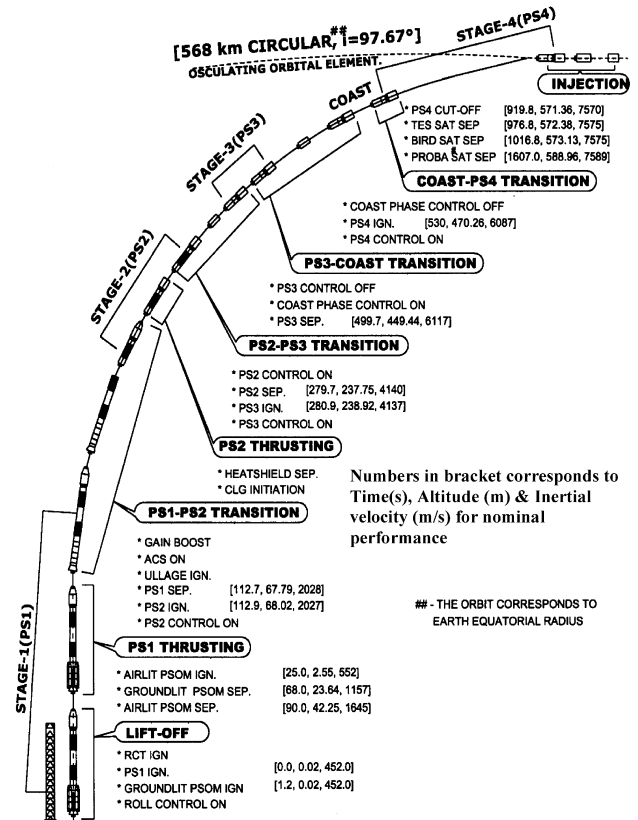 ##
[568 km CIRCULAR, i=97.67°]
OSCULATING ORBITAL ELEMENT.
STAGE-4(PS4)
INJECTION
* PS4 CUT-OFF [919.8, 571.36, 7570]
* TES SAT SEP [976.8, 572.38, 7575]
* BIRD SAT SEP [1016.8, 573.13, 7575]
* PROBA SAT SEP [1607.0, 588.96, 7589]
COAST
COAST-PS4 TRANSITION
* COAST PHASE CONTROL OFF
* PS4 IGN. [530, 470.26, 6087]
* PS4 CONTROL ON
STAGE-3(PS3)
PS3-COAST TRANSITION
* PS3 CONTROL OFF
* COAST PHASE CONTROL ON
* PS3 SEP. [499.7, 449.44, 6117]
STAGE-2(PS2)
PS2-PS3 TRANSITION
* PS2 CONTROL ON
* PS2 SEP. [279.7, 237.75, 4140]
* PS3 IGN. [280.9, 238.92, 4137]
* PS3 CONTROL ON
PS2 THRUSTING
* HEATSHIELD SEP.
* CLG INITIATION
Numbers in bracket corresponds to
Time(s), Altitude (m) & Inertial
velocity (m/s) for nominal
performance
PS1-PS2 TRANSITION
* GAIN BOOST
* ACS ON
* ULLAGE IGN.
* PS1 SEP. [112.7, 67.79, 2028]
* PS2 IGN. [112.9, 68.02, 2027]
* PS2 CONTROL ON
## - THE ORBIT CORRESPONDS TO
EARTH EQUATORIAL RADIUS
STAGE-1(PS1)
PS1 THRUSTING
* AIRLIT PSOM IGN. [25.0, 2.55, 552]
* GROUNDLIT PSOM SEP. [68.0, 23.64, 1157]
* AIRLIT PSOM SEP. [90.0, 42.25, 1645]
LIFT-OFF
* RCT IGN
* PS1 IGN. [0.0, 0.02, 452.0]
* GROUNDLIT PSOM IGN [1.2, 0.02, 452.0]
* ROLL CONTROL ON